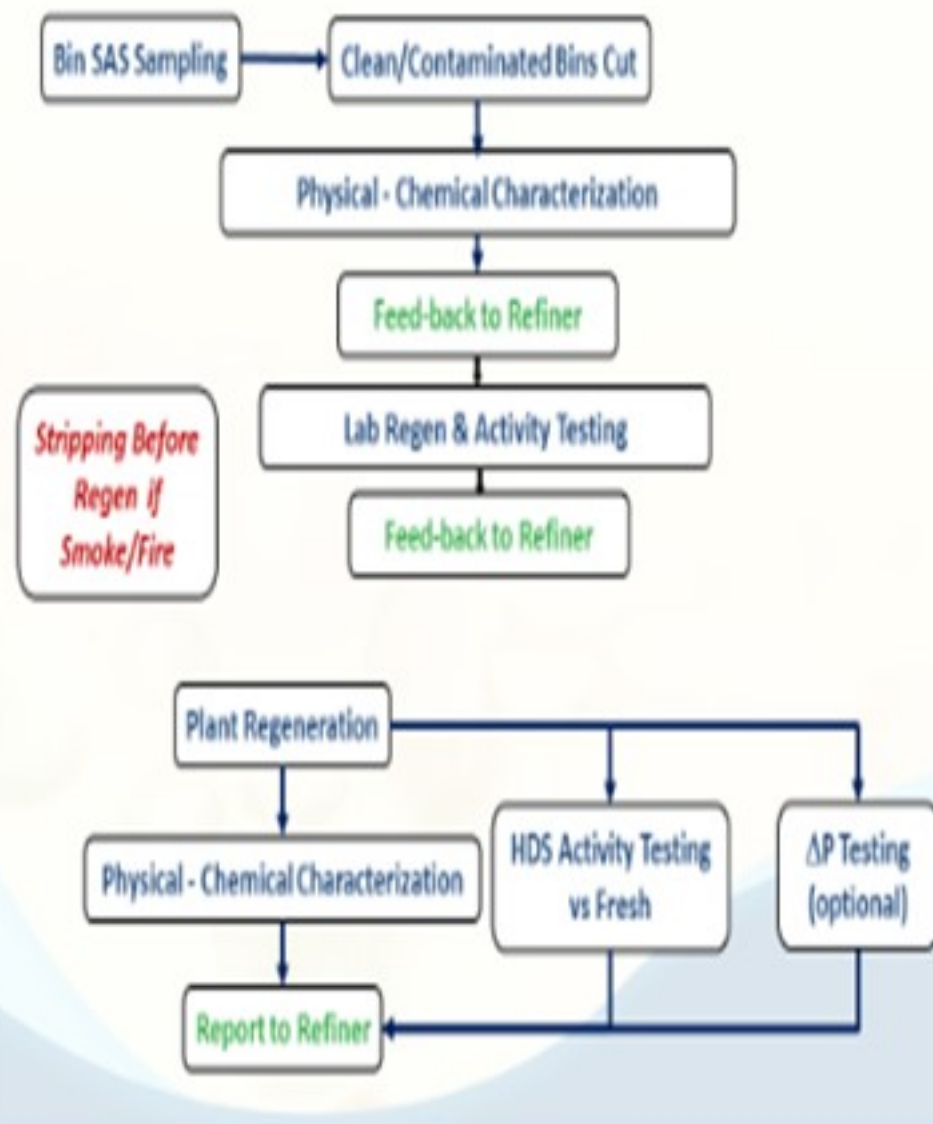 Bin SAS Sampling
Clean/Contaminated Bins Cut
Physical - Chemical Characterization
Feed-back to Refiner
Lab Regen & Activity Testing
Feed-back to Refiner
Stripping Before
Regen if
Smoke/Fire
Plant Regeneration
Physical - Chemical Characterization
HDS Activity Testing
vs Fresh
ΔP Testing
(optional)
Report to Refiner